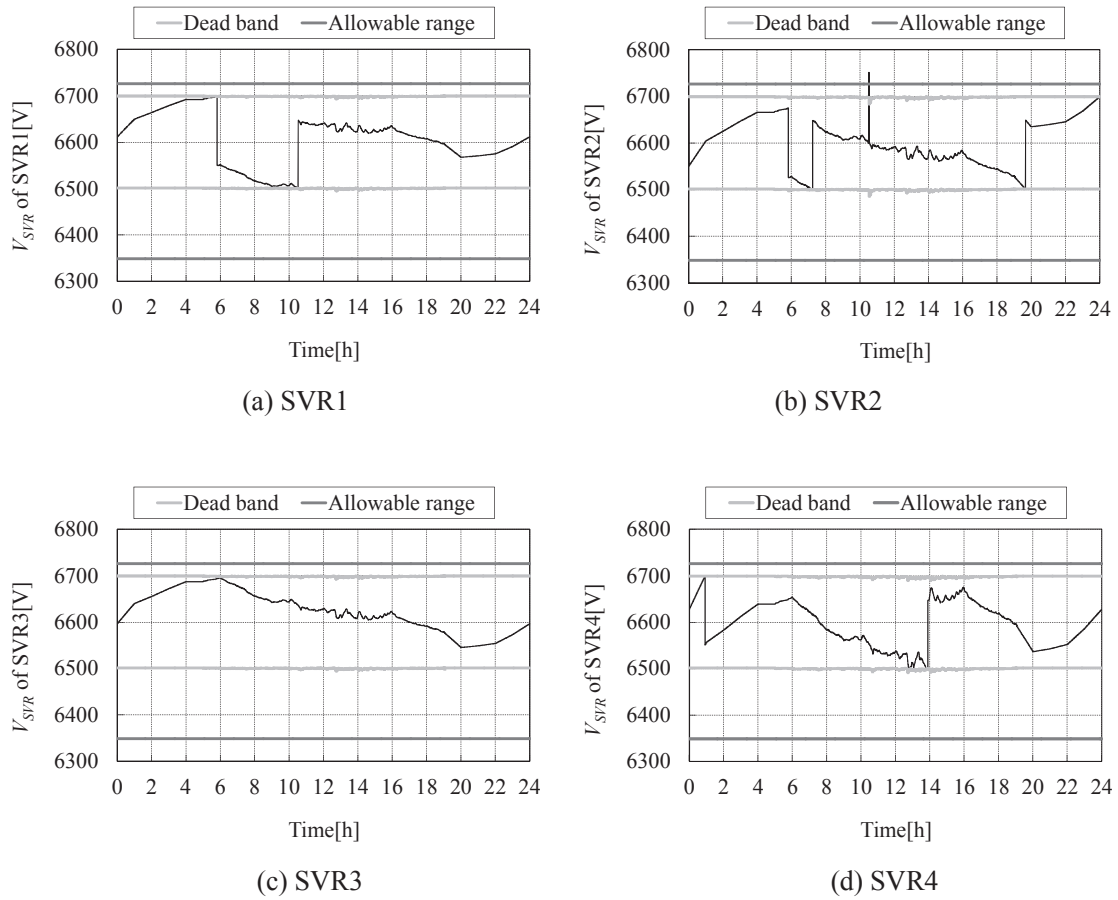 Dead band Allowable range
6800
6700
6600
6500
6400
6300
V_SVR of SVR1[V]
0 2 4 6 8 10 12 14 16 18 20 22 24
Time[h]
(a) SVR1
Dead band Allowable range
6800
6700
6600
6500
6400
6300
V_SVR of SVR2[V]
0 2 4 6 8 10 12 14 16 18 20 22 24
Time[h]
(b) SVR2
Dead band Allowable range
6800
6700
6600
6500
6400
6300
V_SVR of SVR3[V]
0 2 4 6 8 10 12 14 16 18 20 22 24
Time[h]
(c) SVR3
Dead band Allowable range
6800
6700
6600
6500
6400
6300
V_SVR of SVR4[V]
0 2 4 6 8 10 12 14 16 18 20 22 24
Time[h]
(d) SVR4